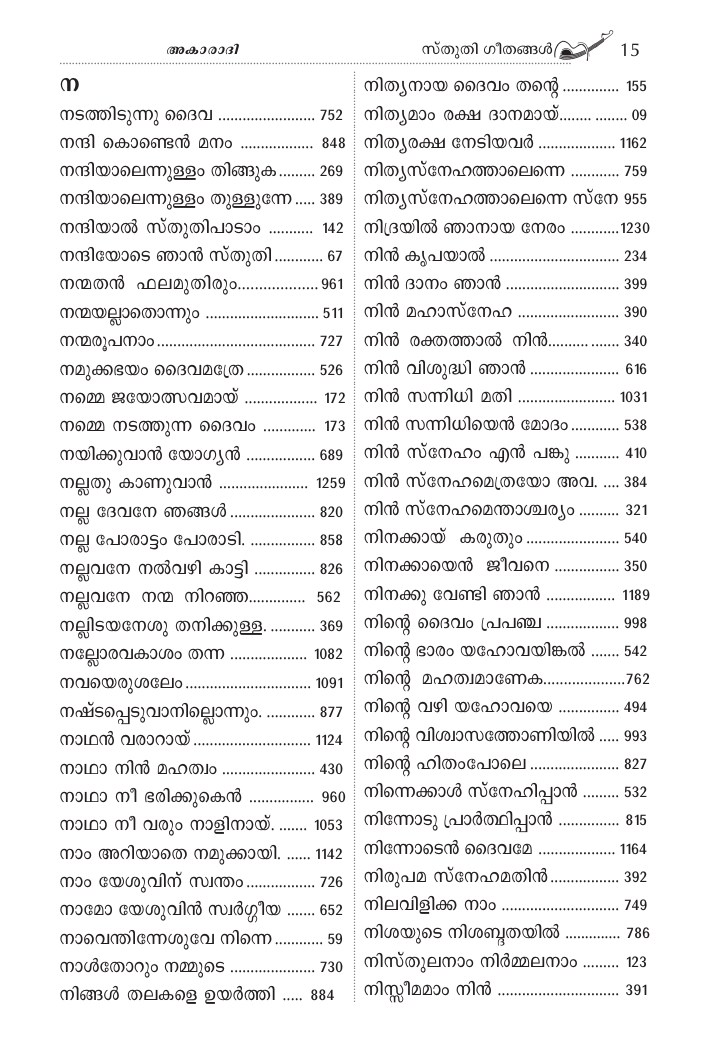 അകാരാദി
സ്തുതി ഗീതങ്ങൾ 15
ന
നടത്തിടുന്നു ദൈവ ........................ 752
നന്ദി കൊണ്ടെൻ മനം .................. 848
നന്ദിയാലെന്നുള്ളം തിങ്ങുക......... 269
നന്ദിയാലെന്നുള്ളം തുള്ളുന്നേ..... 389
നന്ദിയാൽ സ്തുതിപാടാം ........... 142
നന്ദിയോടെ ഞാൻ സ്തുതി............ 67
നന്മതൻ ഫലമുതിരും....................961
നന്മയല്ലാതൊന്നും ............................ 511
നന്മരൂപനാം....................................... 727
നമുക്കഭയം ദൈവമത്രേ................. 526
നമ്മെ ജയോത്സവമായ് .................. 172
നമ്മെ നടത്തുന്ന ദൈവം ............. 173
നയിക്കുവാൻ യോഗ്യൻ ................. 689
നല്ലതു കാണുവാൻ ...................... 1259
നല്ല ദേവനേ ഞങ്ങൾ..................... 820
നല്ല പോരാട്ടം പോരാടി. ................ 858
നല്ലവനേ നൽവഴി കാട്ടി ............... 826
നല്ലവനേ നന്മ നിറഞ്ഞ.............. 562
നല്ലിടയനേശു തനിക്കുള്ള. ........... 369
നല്ലോരവകാശം തന്ന ................... 1082
നവയെരുശലേം............................... 1091
നഷ്ടപ്പെടുവാനില്ലൊന്നും. ............ 877
നാഥൻ വരാറായ്............................. 1124
നാഥാ നിൻ മഹത്വം ....................... 430
നാഥാ നീ ഭരിക്കുകെൻ ................ 960
നാഥാ നീ വരും നാളിനായ്. ....... 1053
നാം അറിയാതെ നമുക്കായി. ...... 1142
നാം യേശുവിന് സ്വന്തം................. 726
നാമോ യേശുവിൻ സ്വർഗ്ഗീയ ....... 652
നാവെന്തിന്നേശുവേ നിന്നെ............ 59
നാൾതോറും നമ്മുടെ ..................... 730
നിങ്ങൾ തലകളെ ഉയർത്തി ..... 884
നിത്യനായ ദൈവം തന്റെ.............. 155
നിത്യമാം രക്ഷ ദാനമായ്........ ........ 09
നിത്യരക്ഷ നേടിയവർ ................... 1162
നിത്യസ്നേഹത്താലെന്നെ ............ 759
നിത്യസ്നേഹത്താലെന്നെ സ്നേ 955
നിദ്രയിൽ ഞാനായ നേരം ............1230
നിൻ കൃപയാൽ ................................ 234
നിൻ ദാനം ഞാൻ ............................ 399
നിൻ മഹാസ്നേഹ ......................... 390
നിൻ രക്തത്താൽ നിൻ.......... ....... 340
നിൻ വിശുദ്ധി ഞാൻ ...................... 616
നിൻ സന്നിധി മതി ........................ 1031
നിൻ സന്നിധിയെൻ മോദം............ 538
നിൻ സ്നേഹം എൻ പങ്കു ........... 410
നിൻ സ്നേഹമെത്രയോ അവ. .... 384
നിൻ സ്നേഹമെന്താശ്ചര്യം .......... 321
നിനക്കായ് കരുതും....................... 540
നിനക്കായെൻ ജീവനെ ................ 350
നിനക്കു വേണ്ടി ഞാൻ ................. 1189
നിന്റെ ദൈവം പ്രപഞ്ച .................. 998
നിന്റെ ഭാരം യഹോവയിങ്കൽ ....... 542
നിന്റെ മഹത്വമാണേക....................762
നിന്റെ വഴി യഹോവയെ ............... 494
നിന്റെ വിശ്വാസത്തോണിയിൽ ..... 993
നിന്റെ ഹിതംപോലെ ...................... 827
നിന്നെക്കാൾ സ്നേഹിപ്പാൻ ......... 532
നിന്നോടു പ്രാർത്ഥിപ്പാൻ ............... 815
നിന്നോടെൻ ദൈവമേ ................... 1164
നിരുപമ സ്നേഹമതിൻ................. 392
നിലവിളിക്ക നാം ............................. 749
നിശയുടെ നിശബ്ദതയിൽ .............. 786
നിസ്തുലനാം നിർമ്മലനാം ......... 123
നിസ്സീമമാം നിൻ .............................. 391